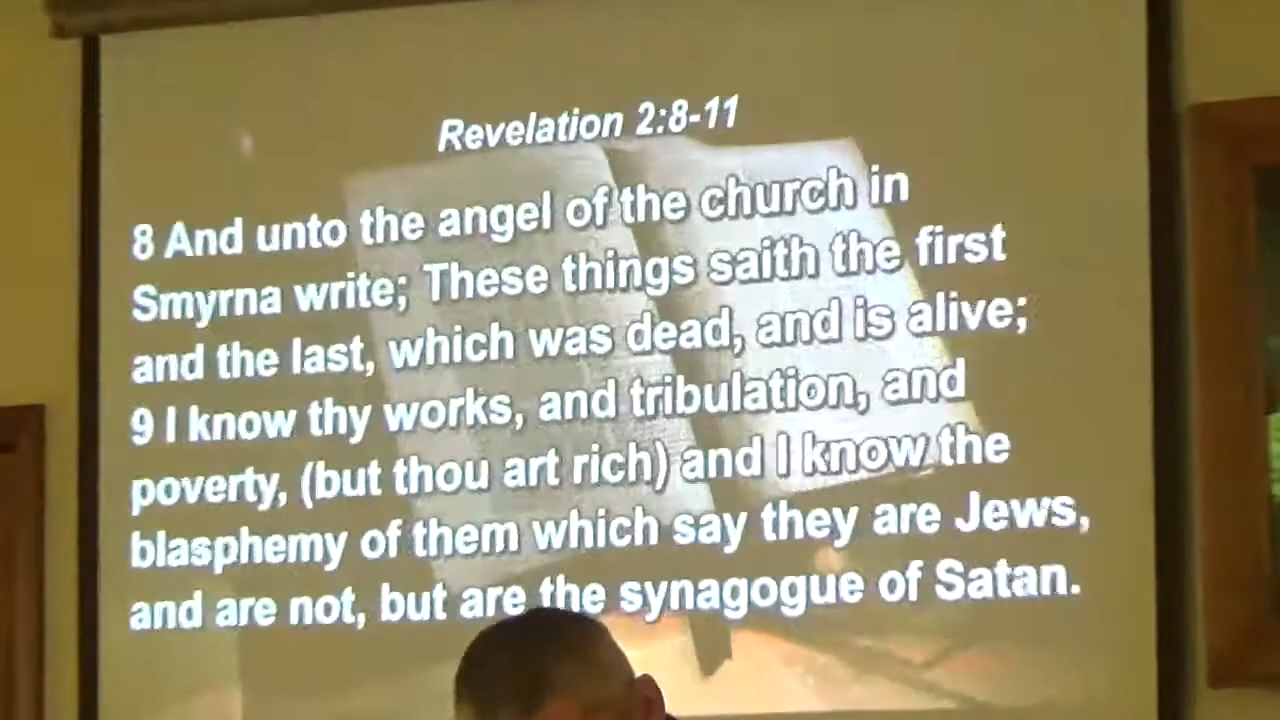 Revelation 2:8-11
8 And unto the angel of the church in
Smyrna write; These things saith the first
and the last, which was dead, and is alive;
9 I know thy works, and tribulation, and
poverty, (but thou art rich) and I know the
blasphemy of them which say they are Jews,
and are not, but are the synagogue of Satan.